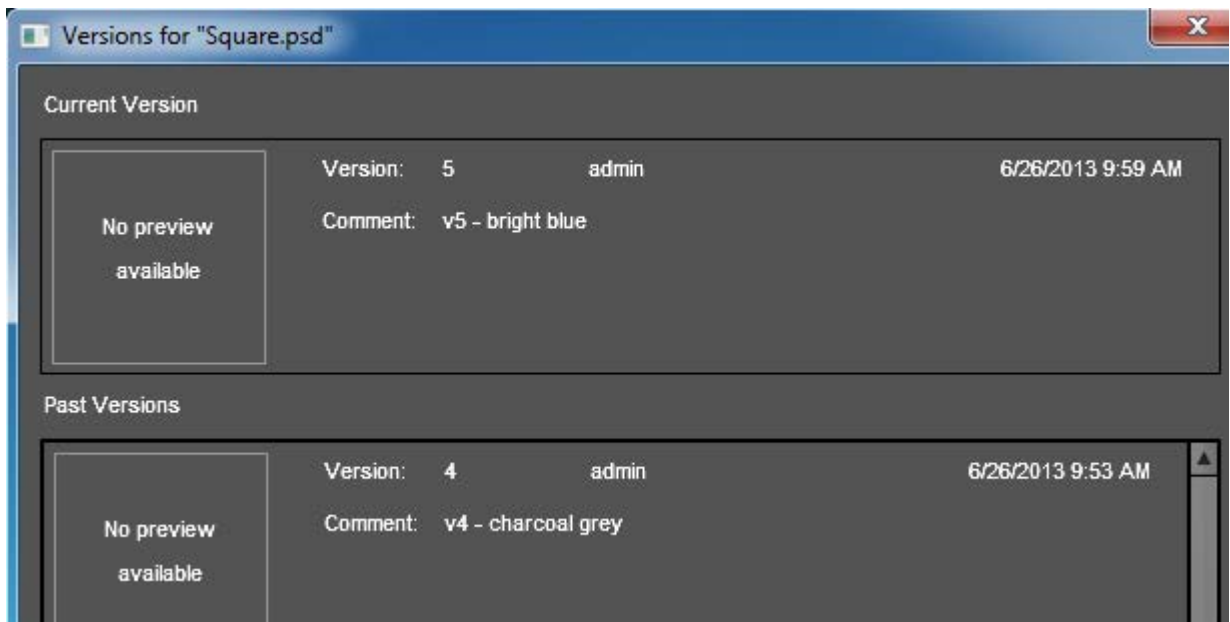 Versions for "Square.psd"
Current Version
No preview
available
Version: 5 admin 6/26/2013 9:59 AM
Comment: v5 - bright blue
Past Versions
No preview
available
Version: 4 admin 6/26/2013 9:53 AM
Comment: v4 - charcoal grey